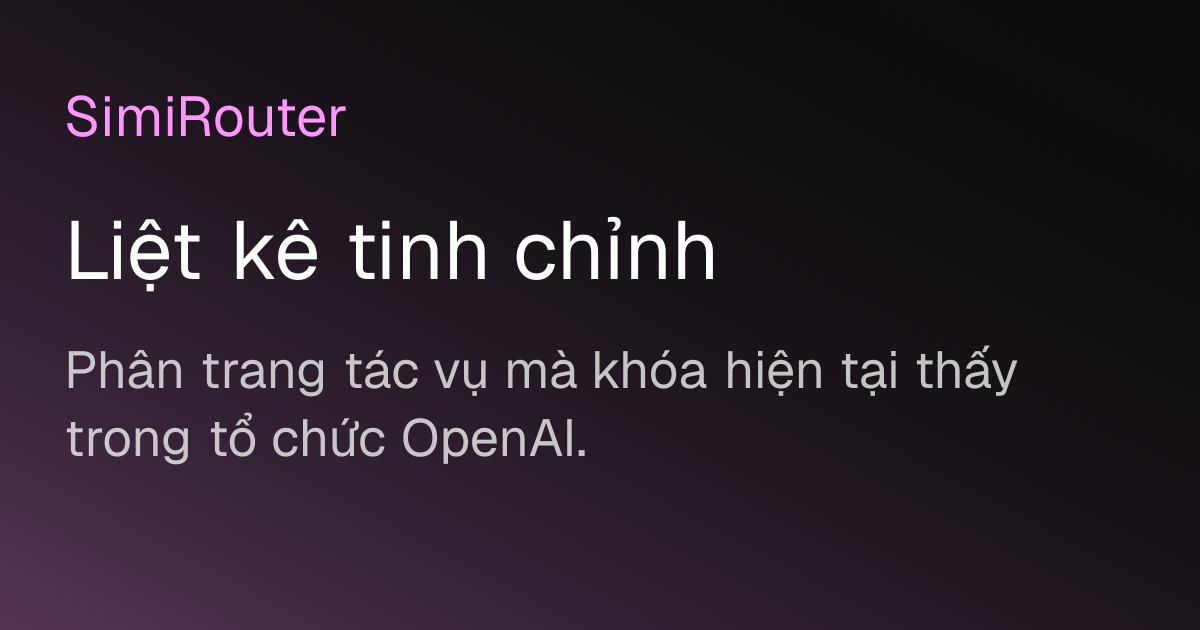 SimiRouter
Liệt kê tinh chỉnh
Phân trang tác vụ mà khóa hiện tại thấy
trong tổ chức OpenAI.